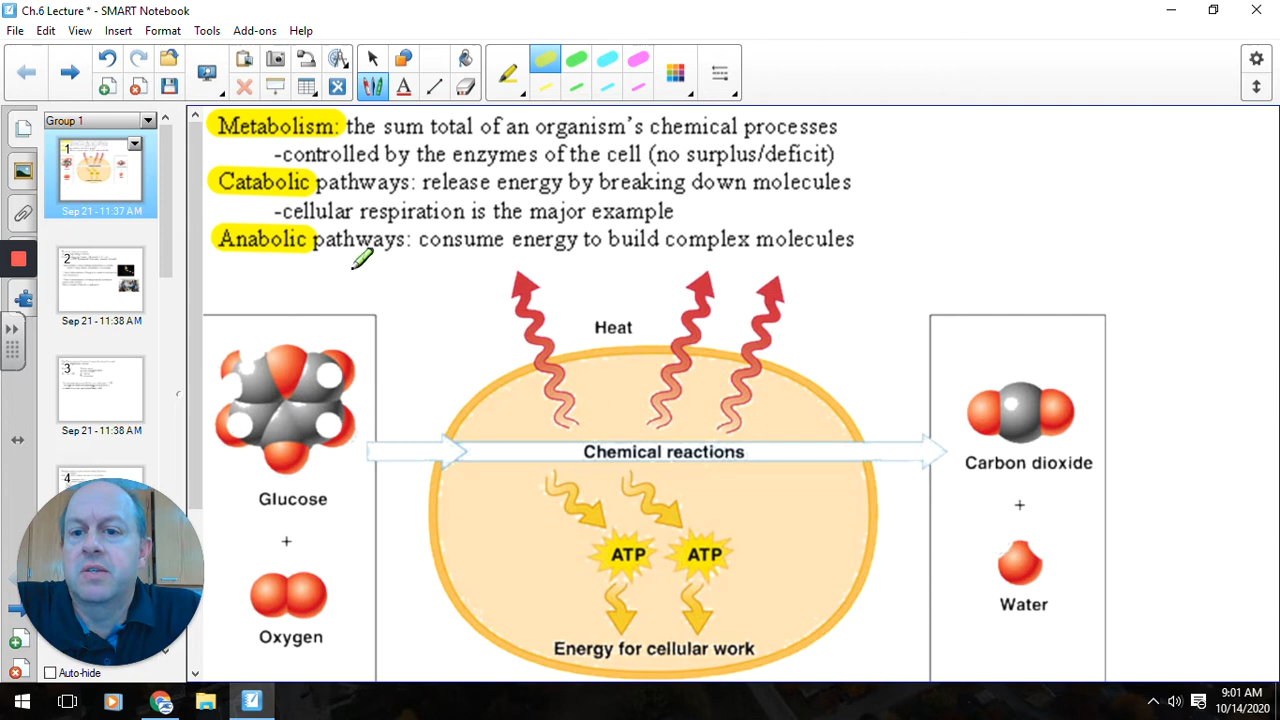 Ch.6 Lecture * - SMART Notebook
File Edit View Insert Format Tools Add-ons Help
Group 1
1
Sep 21 - 11:37 AM
2
Sep 21 - 11:38 AM
3
Sep 21 - 11:38 AM
4
Auto-hide
Metabolism: the sum total of an organism's chemical processes
-controlled by the enzymes of the cell (no surplus/deficit)
Catabolic pathways: release energy by breaking down molecules
-cellular respiration is the major example
Anabolic pathways: consume energy to build complex molecules
Heat
Chemical reactions
Glucose
+
Oxygen
ATP ATP
Energy for cellular work
Carbon dioxide
+
Water
9:01 AM
10/14/2020